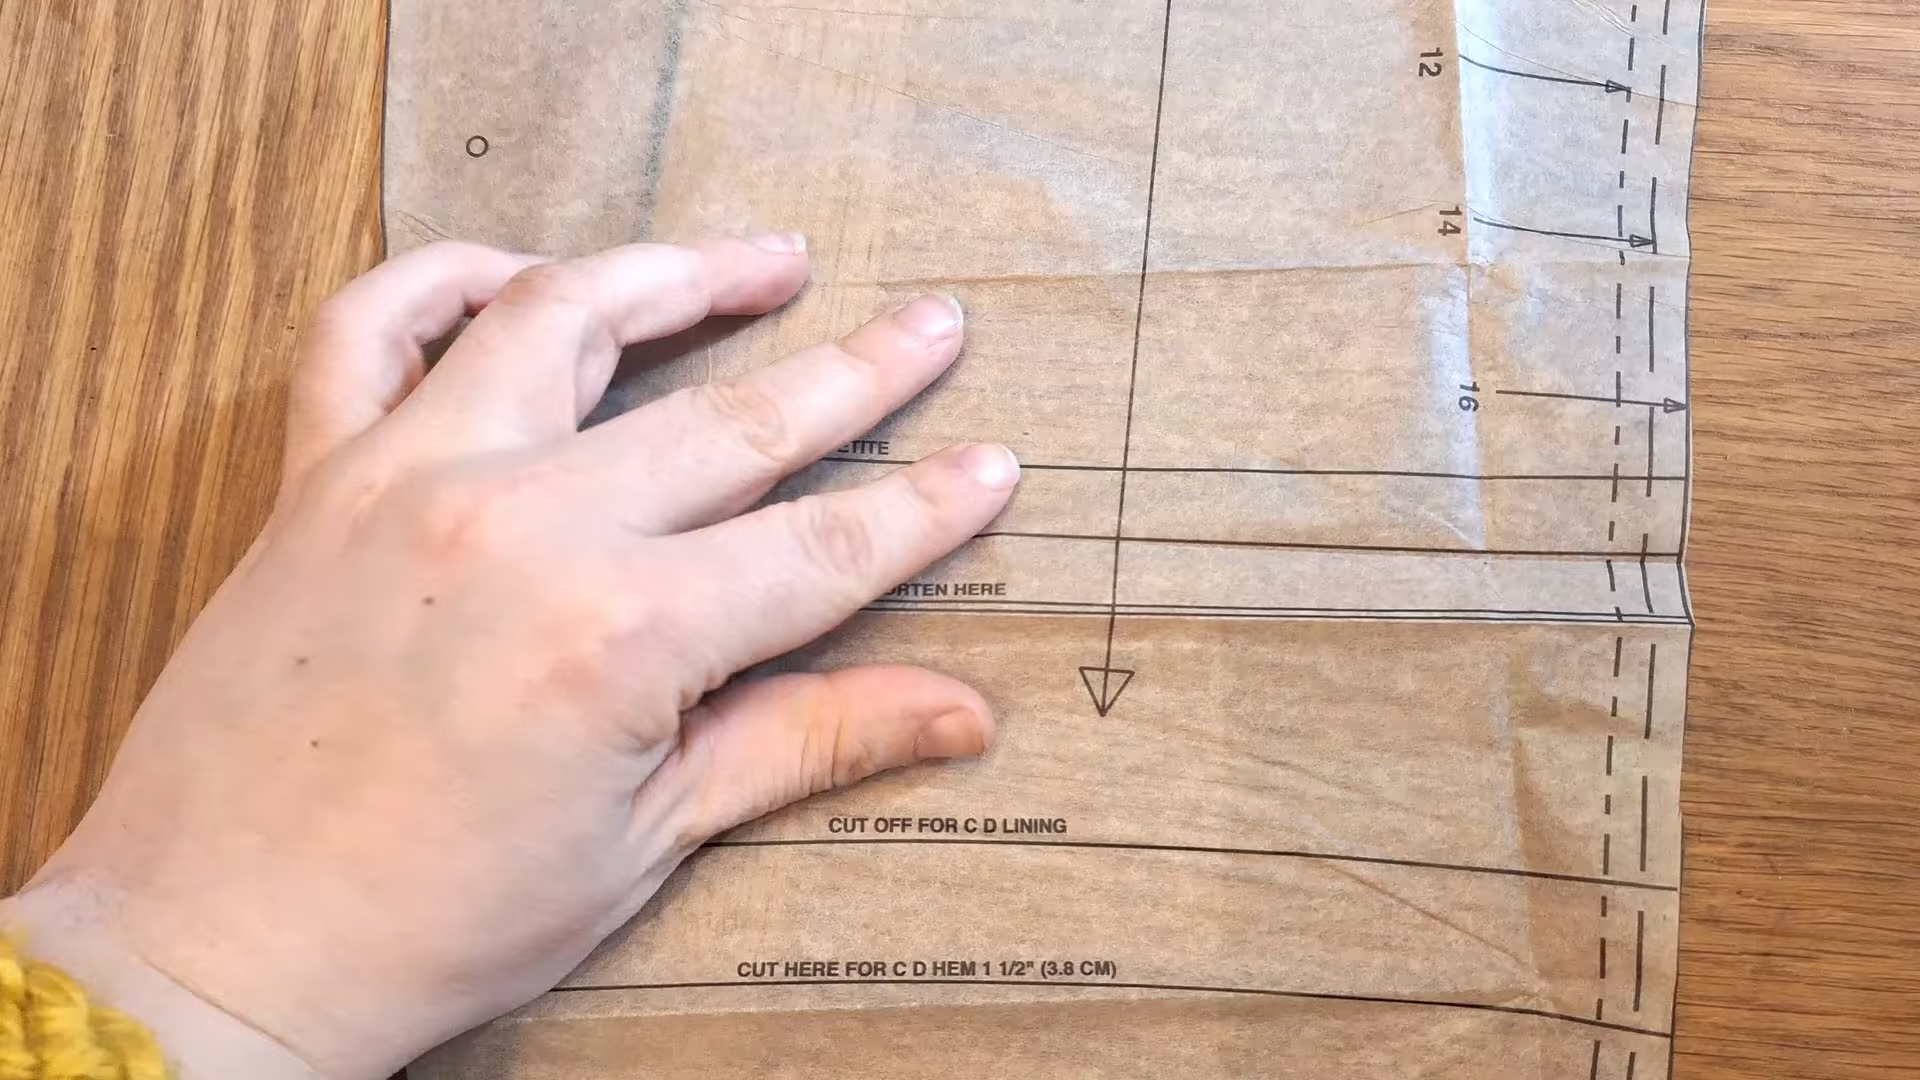 12
14
16
ETITE
ORTEN HERE
CUT OFF FOR C D LINING
CUT HERE FOR C D HEM 1 1/2" (3.8 CM)